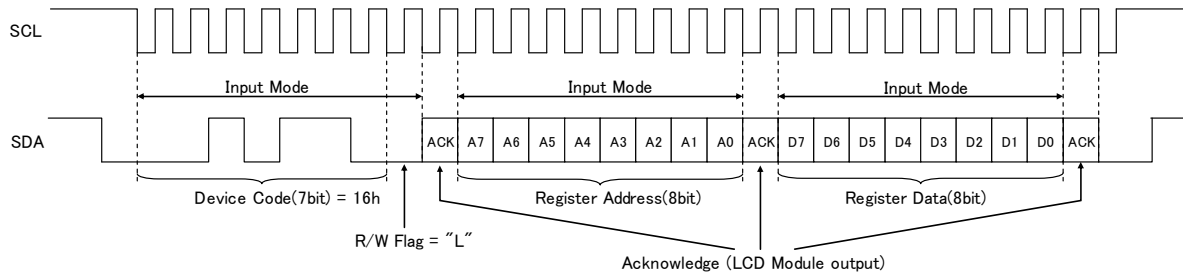 SCL
Input Mode Input Mode Input Mode
SDA ACK A7 A6 A5 A4 A3 A2 A1 A0 ACK D7 D6 D5 D4 D3 D2 D1 D0 ACK
Device Code(7bit) = 16h Register Address(8bit) Register Data(8bit)
R/W Flag = "L"
Acknowledge (LCD Module output)